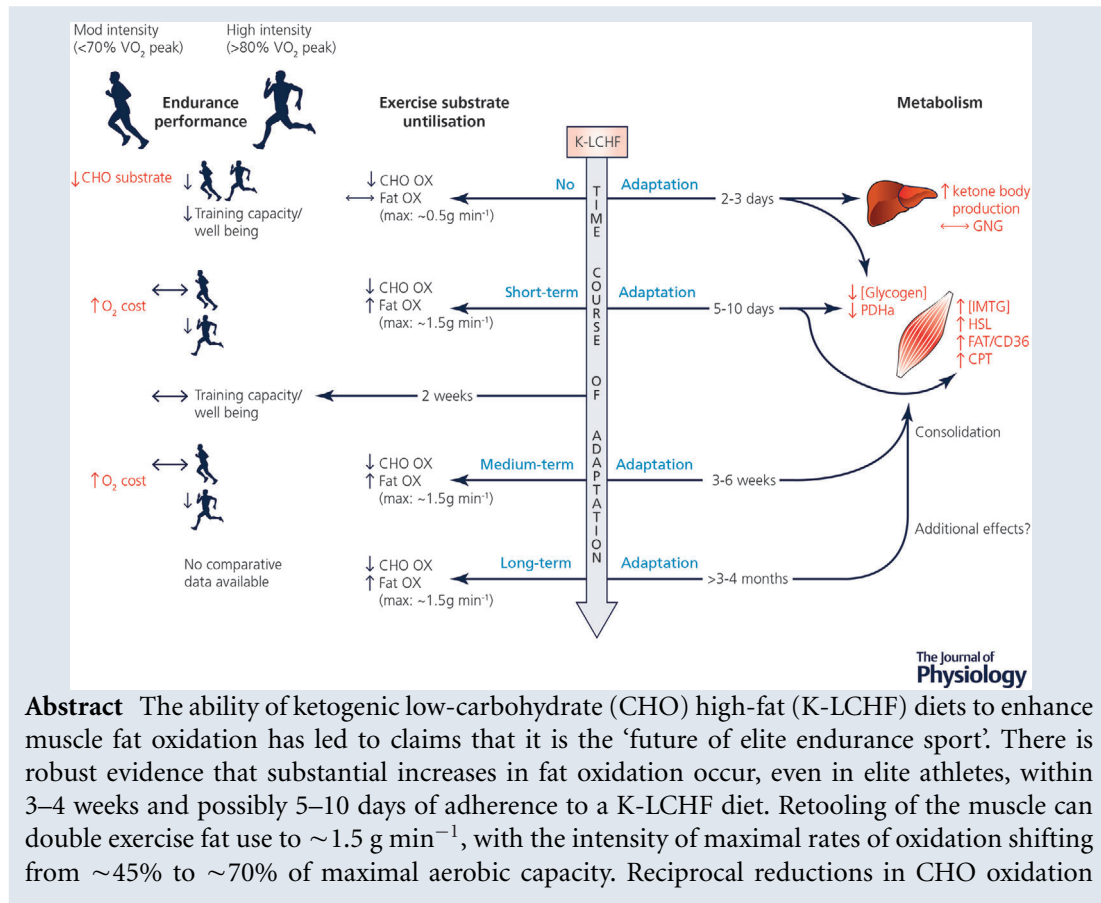 Mod intensity
(<70% VO₂ peak)
High intensity
(>80% VO₂ peak)
Endurance
performance
Exercise substrate
untilisation
Metabolism
K-LCHF
TIME COURSE OF ADAPTATION
↓ CHO substrate
↓
↓ Training capacity/
well being
↓ CHO OX
↔ Fat OX
(max: ~0.5g min⁻¹)
No
Adaptation
2-3 days
↑ ketone body
production
↔ GNG
↑ O₂ cost
↔
↓
↓ CHO OX
↑ Fat OX
(max: ~1.5g min⁻¹)
Short-term
Adaptation
5-10 days
↓ [Glycogen]
↓ PDHa
↑ [IMTG]
↑ HSL
↑ FAT/CD36
↑ CPT
↔ Training capacity/
well being
2 weeks
Consolidation
↑ O₂ cost
↔
↓
↓ CHO OX
↑ Fat OX
(max: ~1.5g min⁻¹)
Medium-term
Adaptation
3-6 weeks
Additional effects?
No comparative
data available
↓ CHO OX
↑ Fat OX
(max: ~1.5g min⁻¹)
Long-term
Adaptation
>3-4 months
The Journal of
Physiology
Abstract The ability of ketogenic low-carbohydrate (CHO) high-fat (K-LCHF) diets to enhance
muscle fat oxidation has led to claims that it is the ‘future of elite endurance sport’. There is
robust evidence that substantial increases in fat oxidation occur, even in elite athletes, within
3–4 weeks and possibly 5–10 days of adherence to a K-LCHF diet. Retooling of the muscle can
double exercise fat use to ∼1.5 g min⁻¹, with the intensity of maximal rates of oxidation shifting
from ∼45% to ∼70% of maximal aerobic capacity. Reciprocal reductions in CHO oxidation